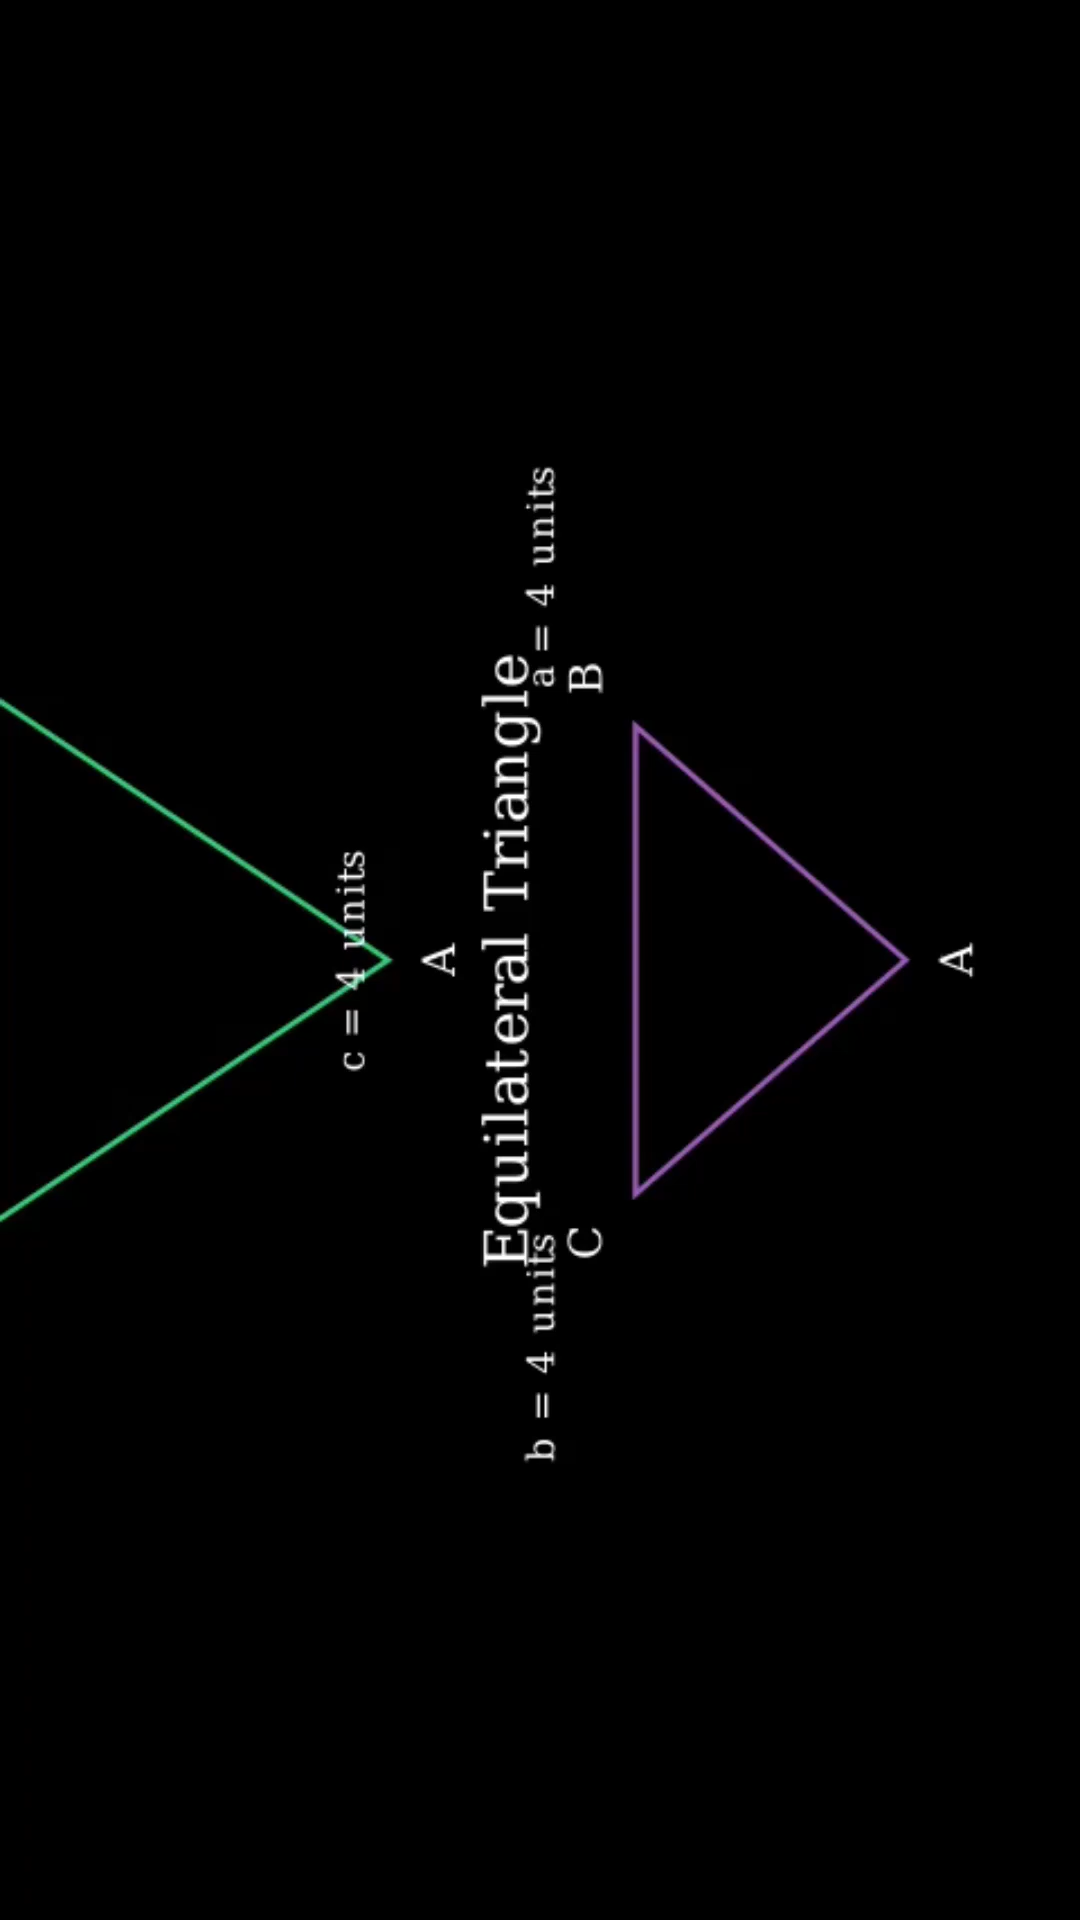 c = 4 units
A
Equilateral Triangle
b = 4 units
a = 4 units
C
B
A